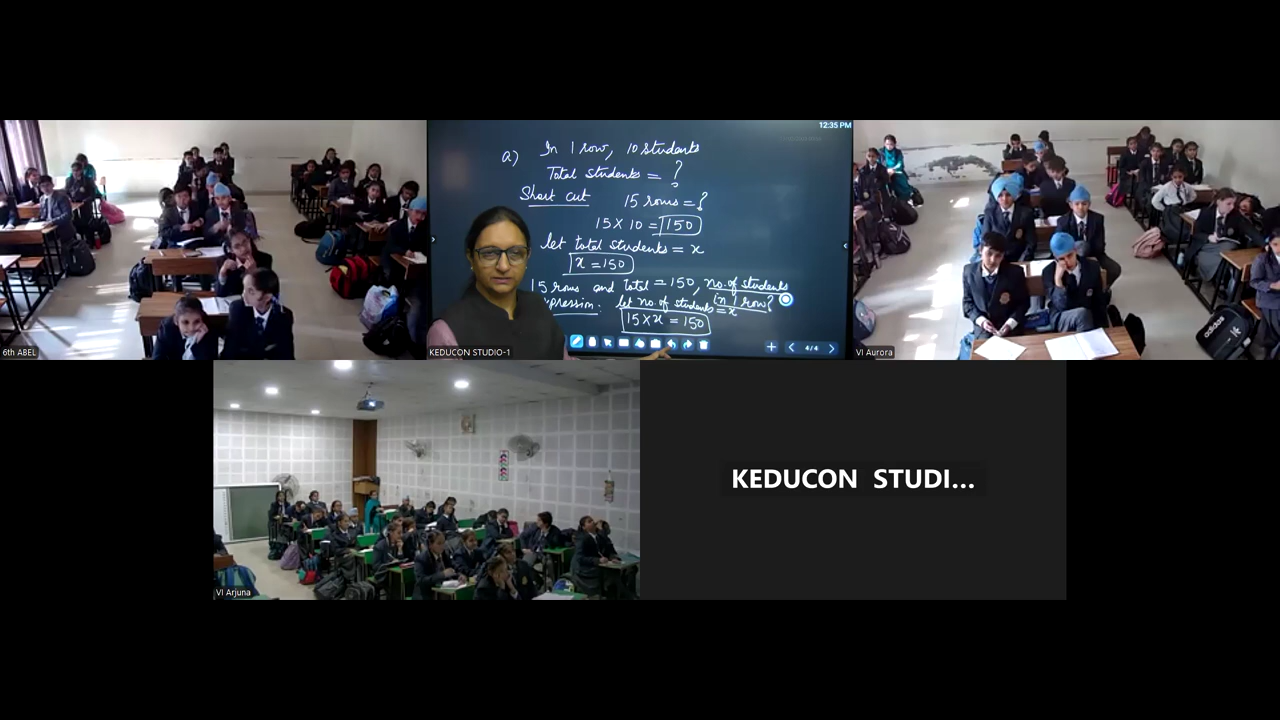 12:35 PM
a) In 1 row, 10 students
Total students = ?
Short cut 15 rows = ?
15 X 10 = 150
let total students = x
x = 150
15 rows and total = 150, no. of students
in 1 row?
pression. let no. of students = x
15 X x = 150
4/4
6th ABEL
KEDUCON STUDIO-1
VI Aurora
adidas
VI Arjuna
KEDUCON STUDI...